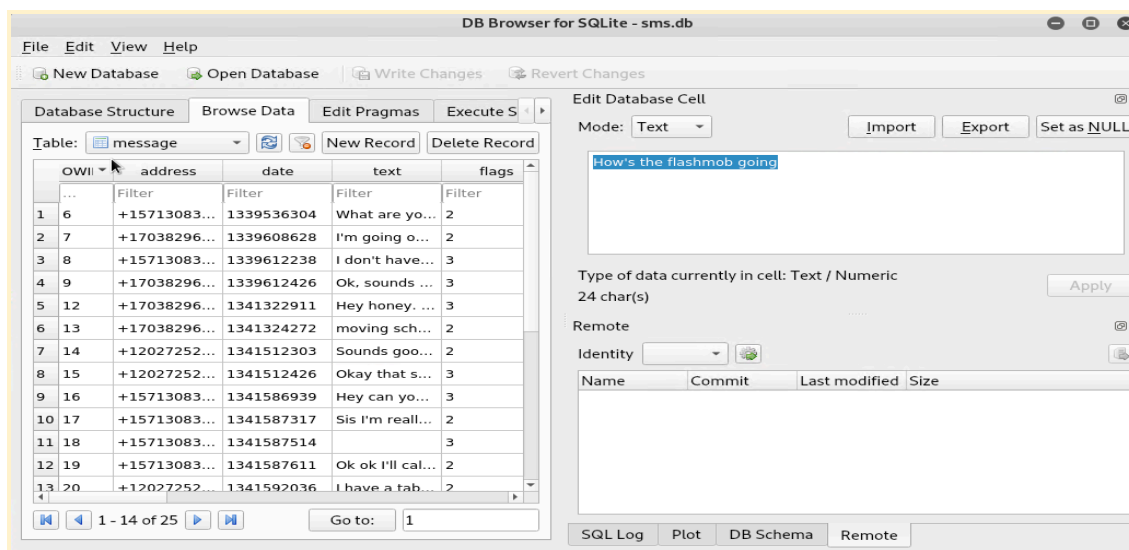 DB Browser for SQLite - sms.db
File Edit View Help
New Database Open Database Write Changes Revert Changes
Database Structure Browse Data Edit Pragmas Execute S
Table: message New Record Delete Record
OWI address date text flags
... Filter Filter Filter Filter
1 6 +15713083... 1339536304 What are yo... 2
2 7 +17038296... 1339608628 I'm going o... 2
3 8 +15713083... 1339612238 I don't have... 3
4 9 +17038296... 1339612426 Ok, sounds ... 3
5 12 +17038296... 1341322911 Hey honey. ... 3
6 13 +17038296... 1341324272 moving sch... 2
7 14 +12027252... 1341512303 Sounds goo... 2
8 15 +12027252... 1341512426 Okay that s... 3
9 16 +15713083... 1341586939 Hey can yo... 3
10 17 +15713083... 1341587317 Sis I'm reall... 2
11 18 +15713083... 1341587514 3
12 19 +15713083... 1341587611 Ok ok I'll cal... 2
13 20 +12027252... 1341592036 I have a tab... 2
1 - 14 of 25 Go to: 1
Edit Database Cell
Mode: Text Import Export Set as NULL
How's the flashmob going
Type of data currently in cell: Text / Numeric
24 char(s)
Apply
Remote
Identity
Name Commit Last modified Size
SQL Log Plot DB Schema Remote